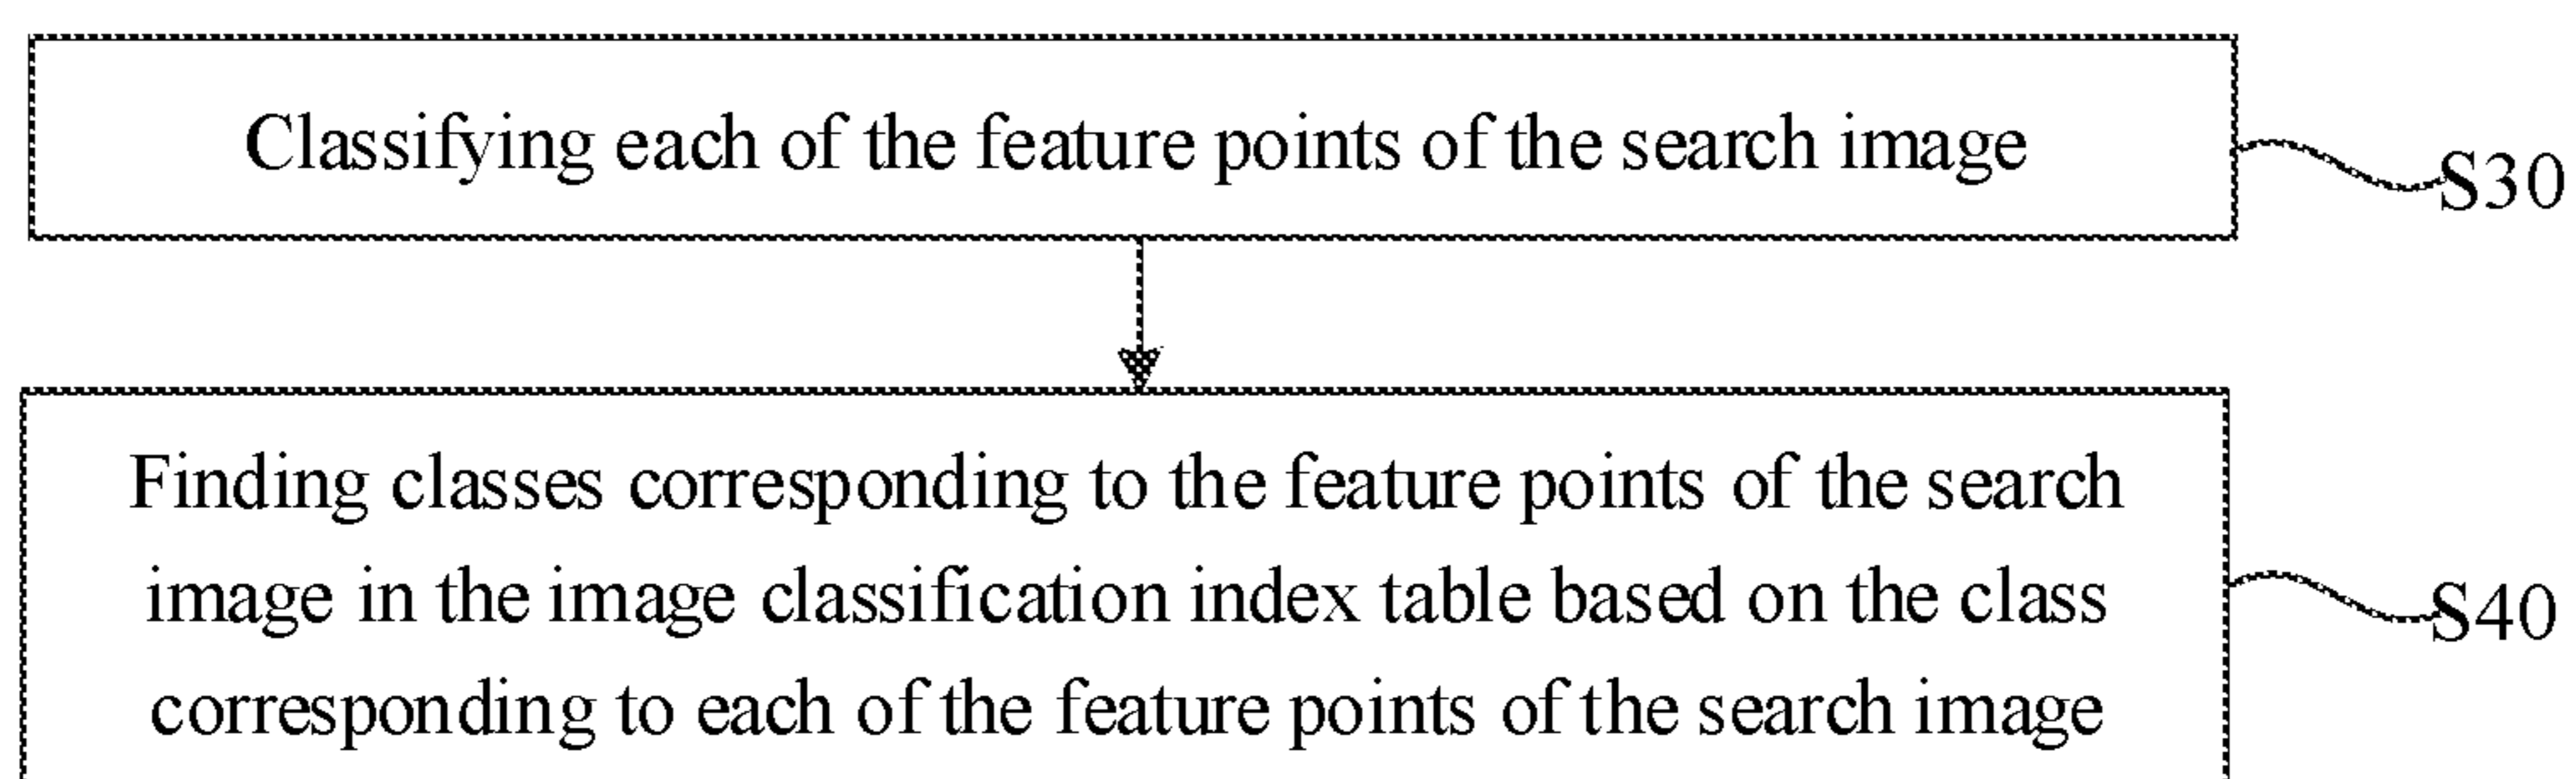 Classifying each of the feature points of the search image
S30
Finding classes corresponding to the feature points of the search
image in the image classification index table based on the class
S40
corresponding to each of the feature points of the search image